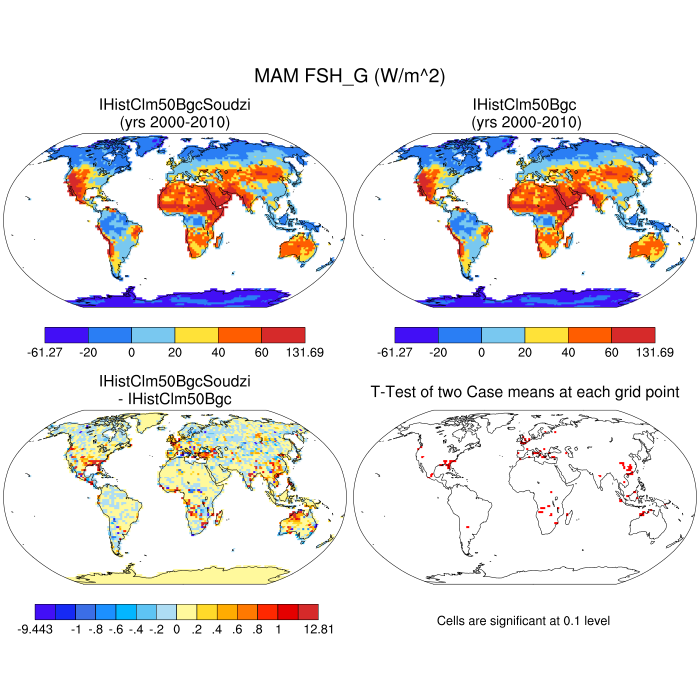 MAM FSH_G (W/m^2)
IHistClm50BgcSoudzi
(yrs 2000-2010)
IHistClm50Bgc
(yrs 2000-2010)
-61.27 -20 0 20 40 60 131.69
-61.27 -20 0 20 40 60 131.69
IHistClm50BgcSoudzi
- IHistClm50Bgc
T-Test of two Case means at each grid point
-9.443 -1 -.8 -.6 -.4 -.2 0 .2 .4 .6 .8 1 12.81
Cells are significant at 0.1 level